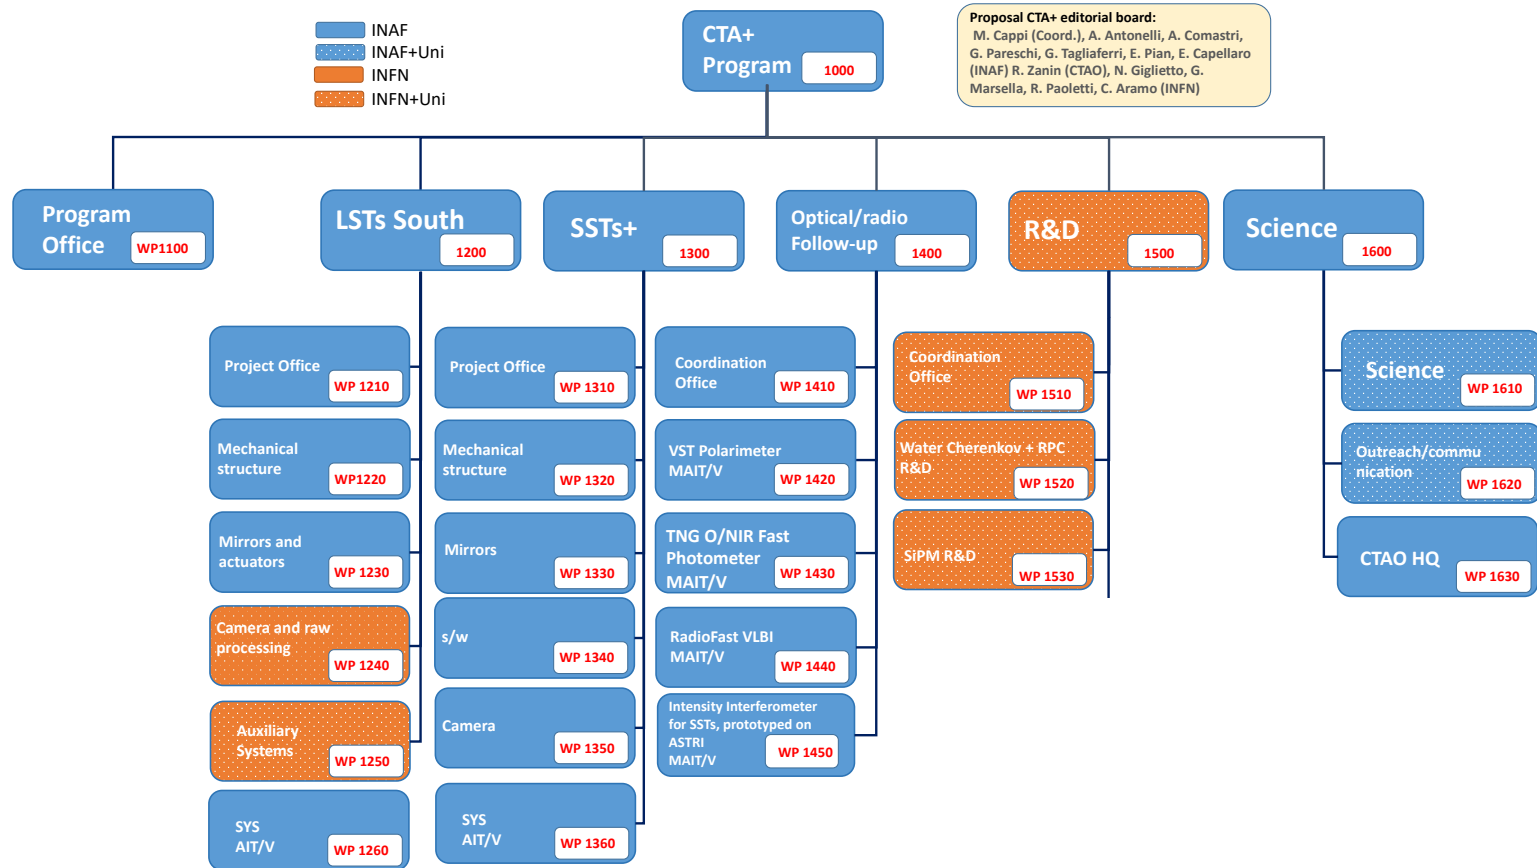 INAF
INAF+Uni
INFN
INFN+Uni
CTA+
Program
1000
Proposal CTA+ editorial board:
M. Cappi (Coord.), A. Antonelli, A. Comastri,
G. Pareschi, G. Tagliaferri, E. Pian, E. Capellaro
(INAF) R. Zanin (CTAO), N. Giglietto, G.
Marsella, R. Paoletti, C. Aramo (INFN)
Program
Office
WP1100
LSTs South
1200
SSTs+
1300
Optical/radio
Follow-up
1400
R&D
1500
Science
1600
Project Office
WP 1210
Mechanical
structure
WP1220
Mirrors and
actuators
WP 1230
Camera and raw
processing
WP 1240
Auxiliary
Systems
WP 1250
SYS
AIT/V
WP 1260
Project Office
WP 1310
Mechanical
structure
WP 1320
Mirrors
WP 1330
s/w
WP 1340
Camera
WP 1350
SYS
AIT/V
WP 1360
Coordination
Office
WP 1410
VST Polarimeter
MAIT/V
WP 1420
TNG O/NIR Fast
Photometer
MAIT/V
WP 1430
RadioFast VLBI
MAIT/V
WP 1440
Intensity Interferometer
for SSTs, prototyped on
ASTRI
MAIT/V
WP 1450
Coordination
Office
WP 1510
Water Cherenkov + RPC
R&D
WP 1520
SiPM R&D
WP 1530
Science
WP 1610
Outreach/commu
nication
WP 1620
CTAO HQ
WP 1630